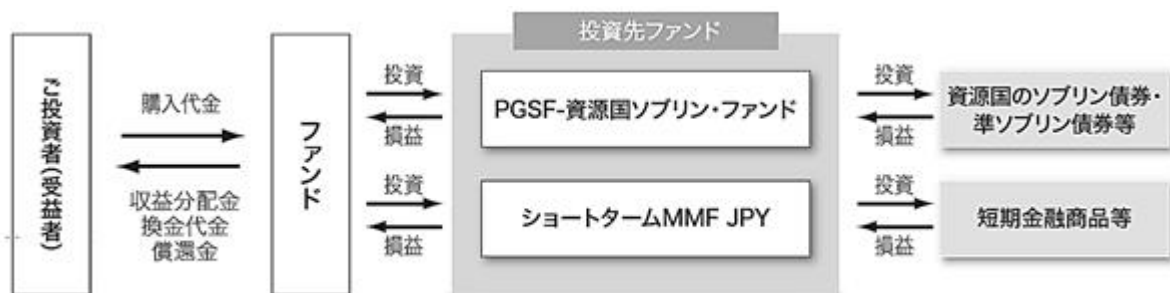 投資先ファンド
投資者(受益者)
購入代金
収益分配金
換金代金
償還金
ファンド
投資
損益
PGSF-資源国ソブリン・ファンド
投資
損益
資源国のソブリン債券・
準ソブリン債券等
投資
損益
ショートタームMMF JPY
投資
損益
短期金融商品等